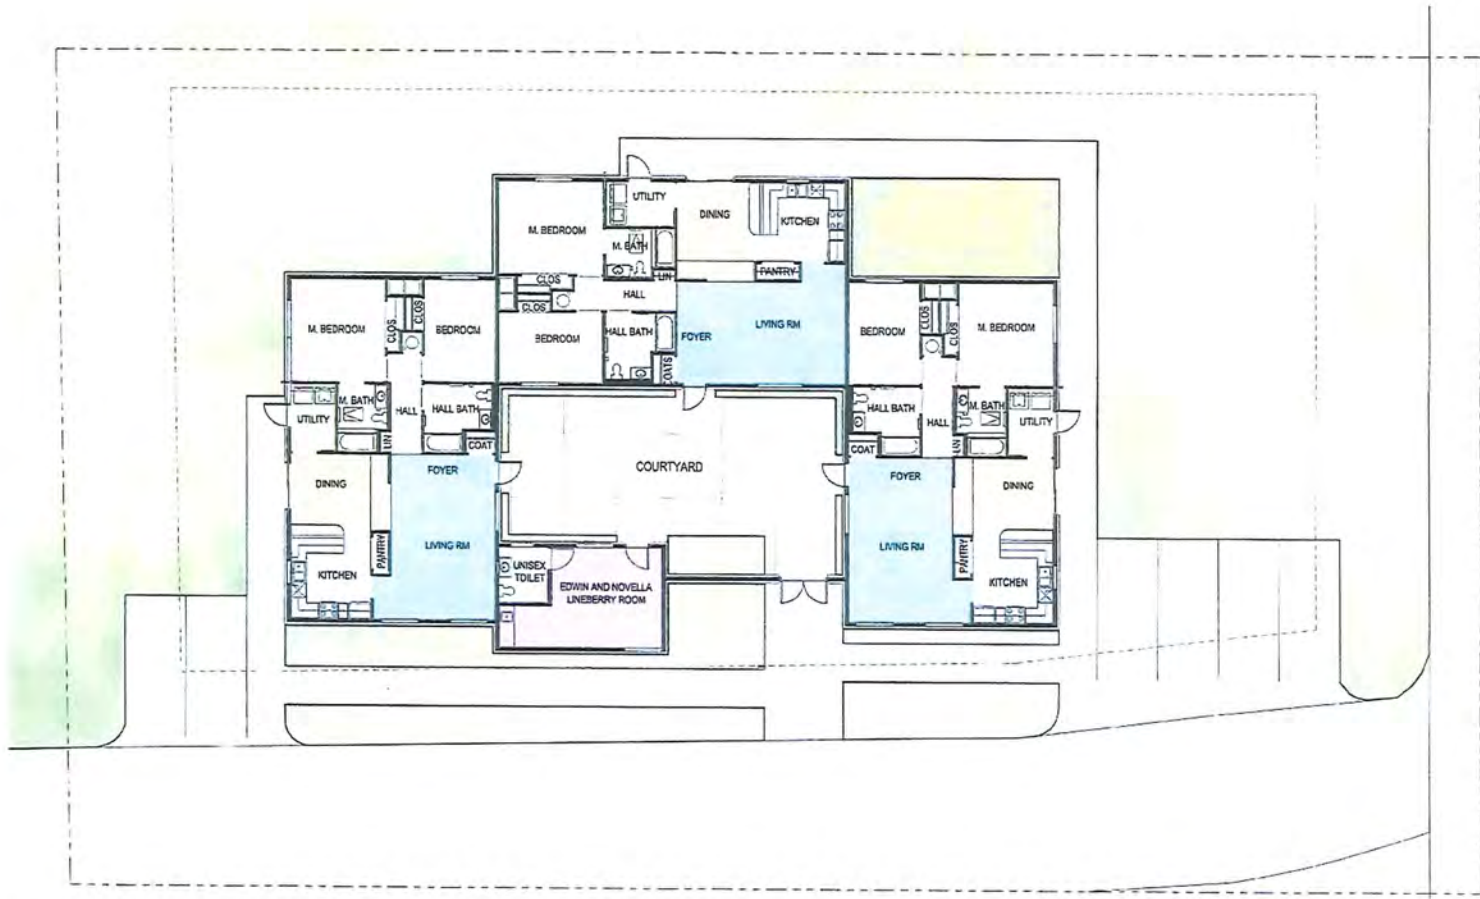 UTILITY
DINING
KITCHEN
M. BEDROOM
M. BATH
PANTRY
LIN
CLOS
HALL
CLOS
BEDROOM
HALL BATH
FOYER
LIVING RM
COATS
M. BEDROOM
CLOS
CLOS
BEDROOM
M. BATH
UTILITY
HALL
HALL BATH
LIN
COAT
FOYER
DINING
LIVING RM
PANTRY
KITCHEN
COURTYARD
UNISEX
TOILET
EDWIN AND NOVELLA
LINEBERRY ROOM
BEDROOM
CLOS
CLOS
M. BEDROOM
HALL BATH
M. BATH
HALL
UTILITY
COAT
LIN
FOYER
DINING
LIVING RM
PANTRY
KITCHEN